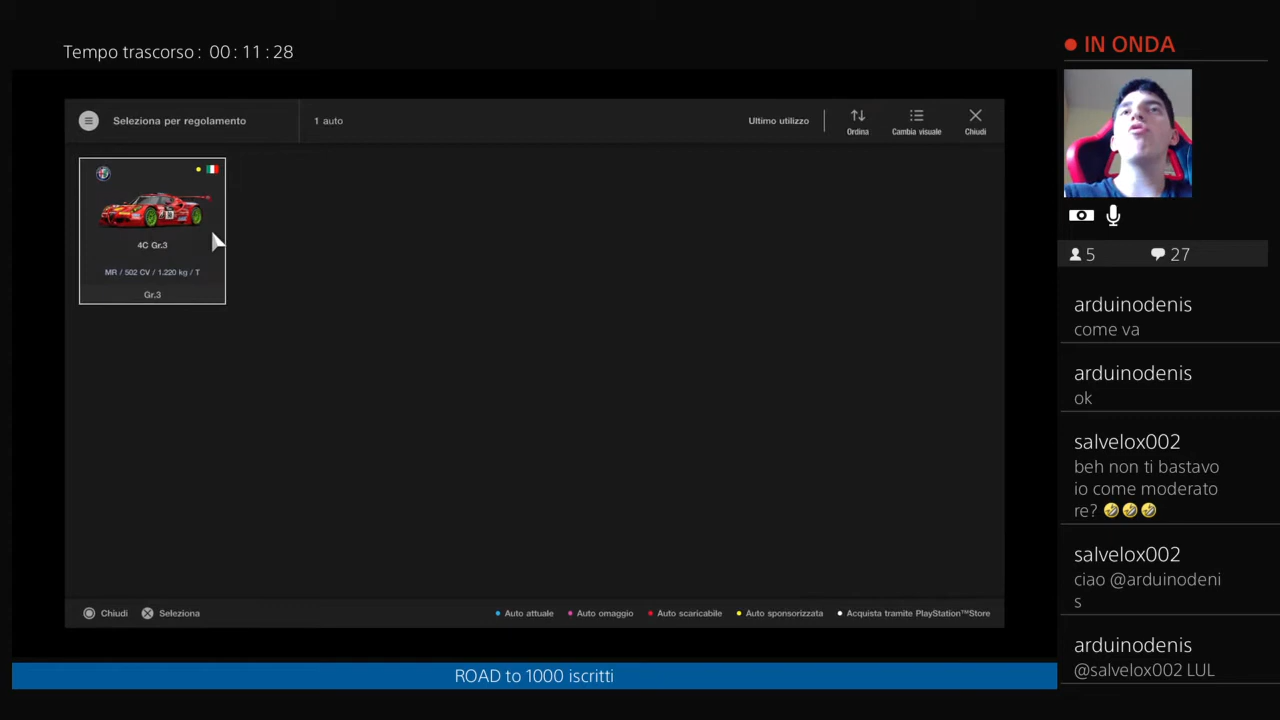 Tempo trascorso : 00 : 11 : 28
IN ONDA
Seleziona per regolamento
1 auto
Ultimo utilizzo
Ordina
Cambia visuale
Chiudi
4C Gr.3
MR / 502 CV / 1.220 kg / T
Gr.3
5
27
arduinodenis
come va
arduinodenis
ok
salvelox002
beh non ti bastavo
io come moderato
re? 🤣🤣🤣
salvelox002
ciao @arduinodeni
s
arduinodenis
@salvelox002 LUL
Chiudi
Seleziona
Auto attuale
Auto omaggio
Auto scaricabile
Auto sponsorizzata
Acquista tramite PlayStation™Store
ROAD to 1000 iscritti